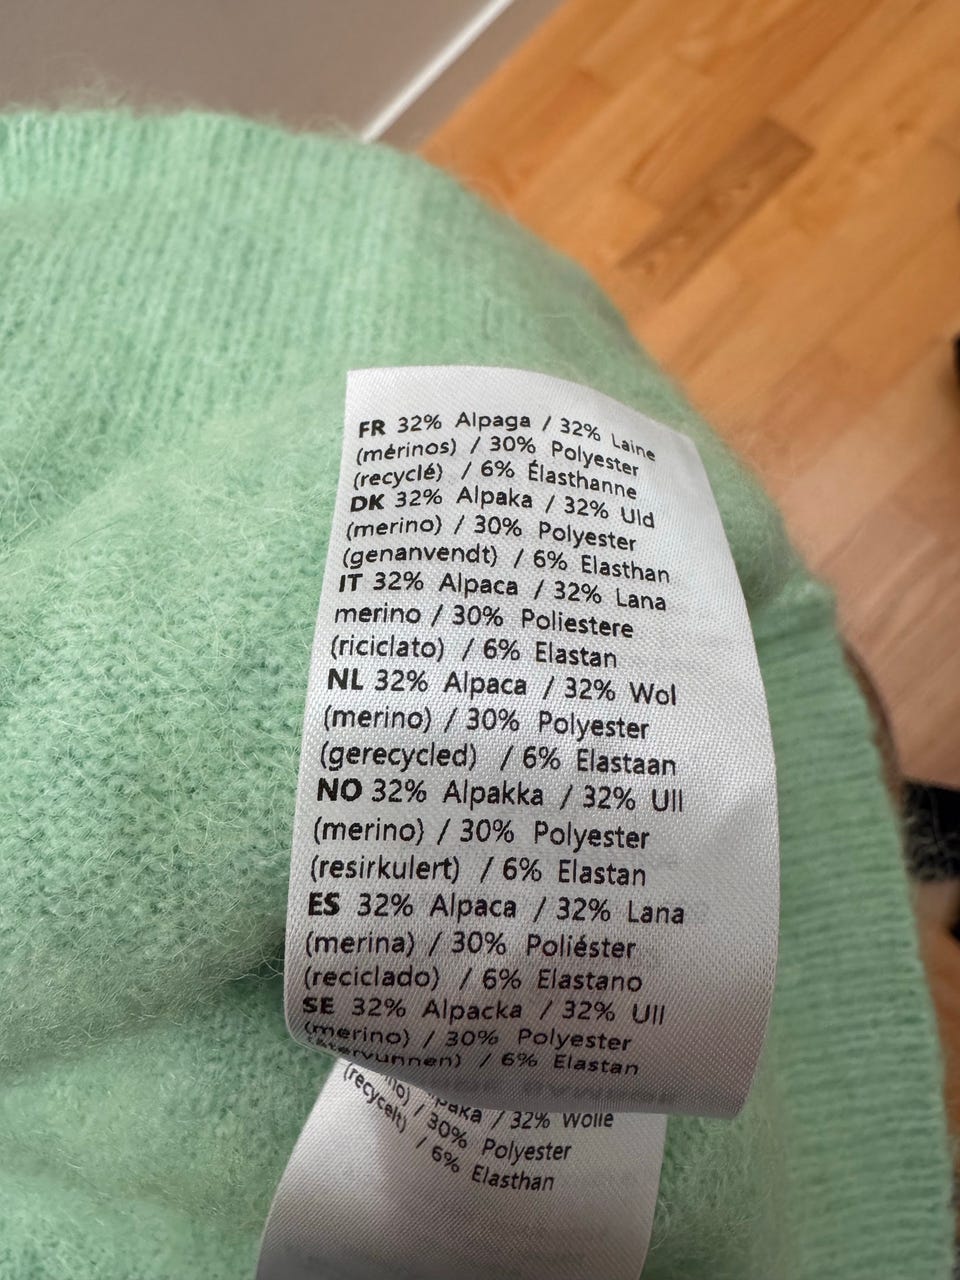 FR 32% Alpaga / 32% Laine
(mérinos) / 30% Polyester
(recyclé) / 6% Élasthanne
DK 32% Alpaka / 32% Uld
(merino) / 30% Polyester
(genanvendt) / 6% Elasthan
IT 32% Alpaca / 32% Lana
merino / 30% Poliestere
(riciclato) / 6% Elastan
NL 32% Alpaca / 32% Wol
(merino) / 30% Polyester
(gerecycled) / 6% Elastaan
NO 32% Alpakka / 32% Ull
(merino) / 30% Polyester
(resirkulert) / 6% Elastan
ES 32% Alpaca / 32% Lana
(merina) / 30% Poliéster
(reciclado) / 6% Elastano
SE 32% Alpacka / 32% Ull
(merino) / 30% Polyester
(återvunnen) / 6% Elastan
/ 32% Wolle
/ 30% Polyester
(recycelt) / 6% Elasthan